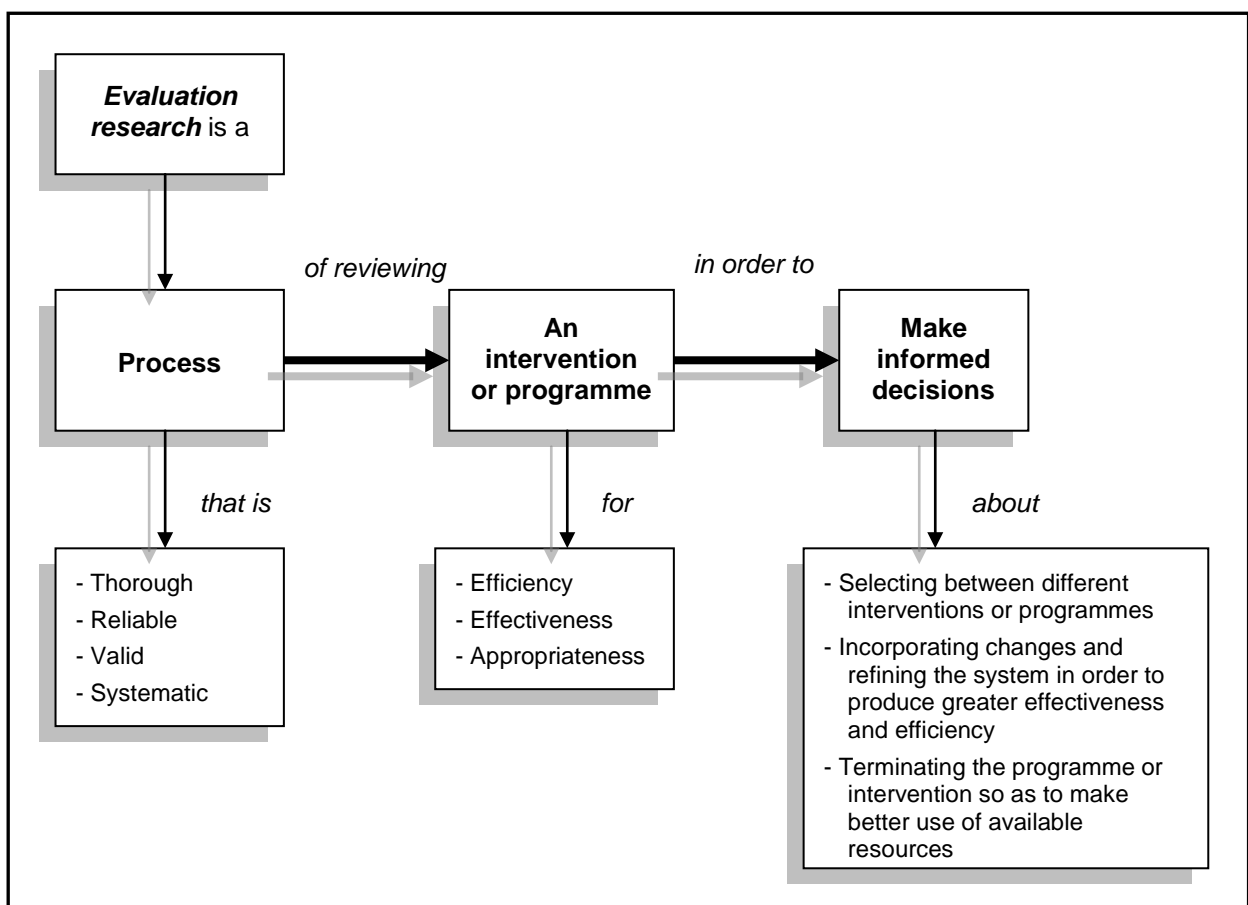 Evaluation
research is a
of reviewing
in order to
Process
An
intervention
or programme
Make
informed
decisions
that is
for
about
- Thorough
- Reliable
- Valid
- Systematic
- Efficiency
- Effectiveness
- Appropriateness
- Selecting between different
interventions or programmes
- Incorporating changes and
refining the system in order to
produce greater effectiveness
and efficiency
- Terminating the programme or
intervention so as to make
better use of available
resources